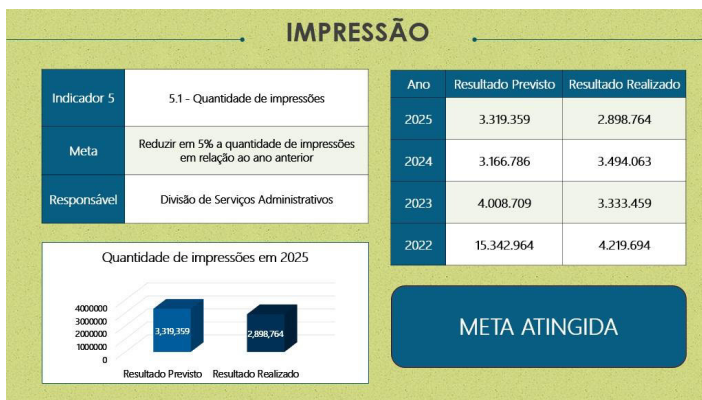 IMPRESSÃO
Indicador 5
5.1 - Quantidade de impressões
Meta
Reduzir em 5% a quantidade de impressões
em relação ao ano anterior
Responsável
Divisão de Serviços Administrativos
Ano Resultado Previsto Resultado Realizado
2025 3.319.359 2.898.764
2024 3.166.786 3.494.063
2023 4.008.709 3.333.459
2022 15.342.964 4.219.694
Quantidade de impressões em 2025
4000000
3000000
2000000
1000000
0
3,319,359
2,898,764
Resultado Previsto Resultado Realizado
META ATINGIDA